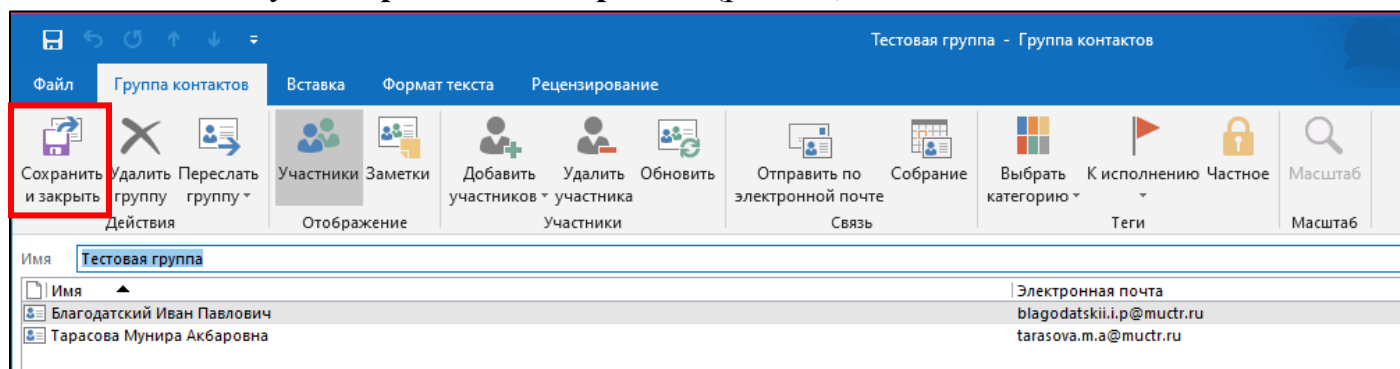 Тестовая группа - Группа контактов
Файл Группа контактов Вставка Формат текста Рецензирование
Сохранить и закрыть
Удалить группу
Переслать группу
Действия
Участники
Заметки
Отображение
Добавить участников
Удалить участника
Обновить
Участники
Отправить по электронной почте
Собрание
Связь
Выбрать категорию
К исполнению
Частное
Теги
Масштаб
Масштаб
Имя Тестовая группа
Имя Электронная почта
Благодатский Иван Павлович blagodatskii.i.p@muctr.ru
Тарасова Мунира Акбаровна tarasova.m.a@muctr.ru